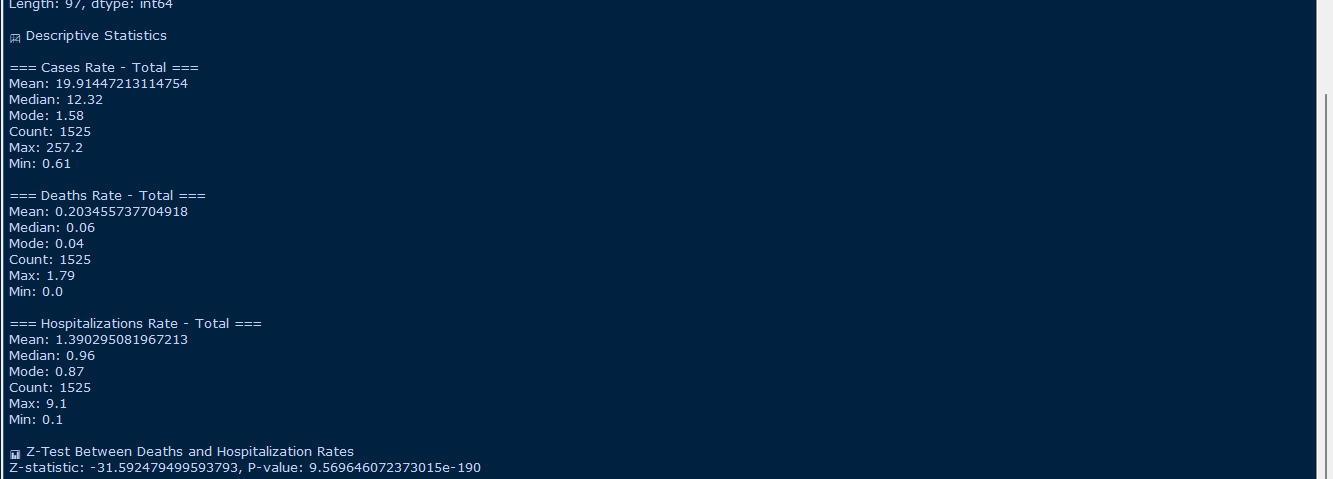 Length: 97, dtype: int64
Descriptive Statistics
=== Cases Rate - Total ===
Mean: 19.91447213114754
Median: 12.32
Mode: 1.58
Count: 1525
Max: 257.2
Min: 0.61
=== Deaths Rate - Total ===
Mean: 0.203455737704918
Median: 0.06
Mode: 0.04
Count: 1525
Max: 1.79
Min: 0.0
=== Hospitalizations Rate - Total ===
Mean: 1.390295081967213
Median: 0.96
Mode: 0.87
Count: 1525
Max: 9.1
Min: 0.1
Z-Test Between Deaths and Hospitalization Rates
Z-statistic: -31.592479499593793, P-value: 9.569646072373015e-190